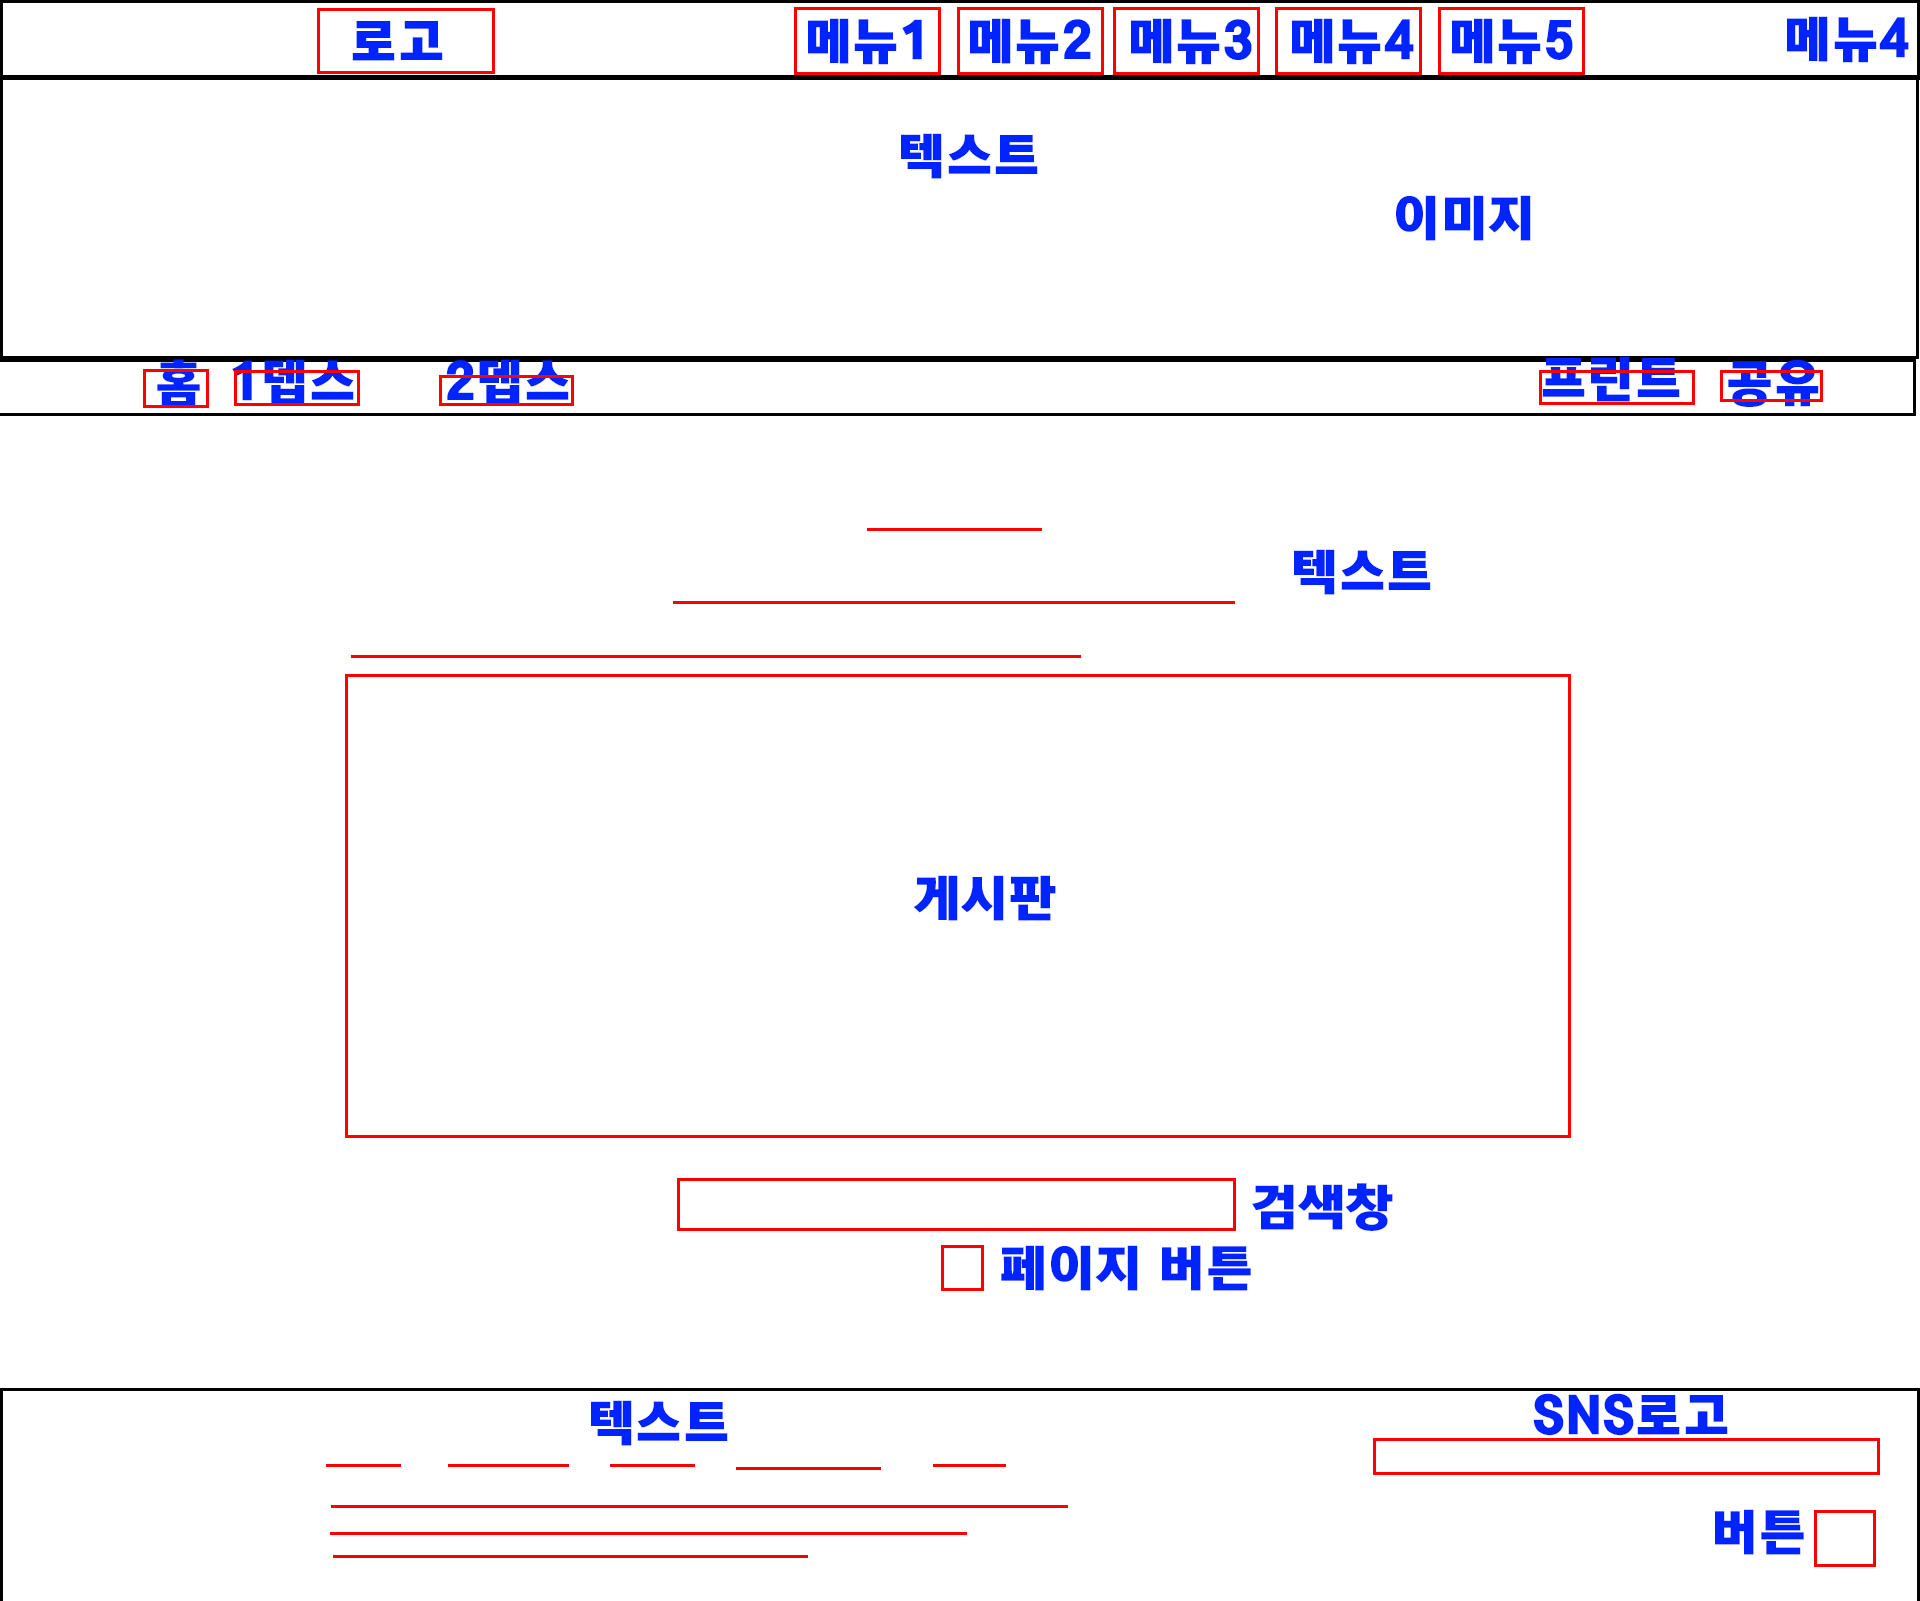 로고 메뉴1 메뉴2 메뉴3 메뉴4 메뉴5 메뉴4
텍스트
이미지
홈 1뎁스 2뎁스 프린트 공유
텍스트
게시판
검색창
페이지 버튼
텍스트 SNS로고
버튼